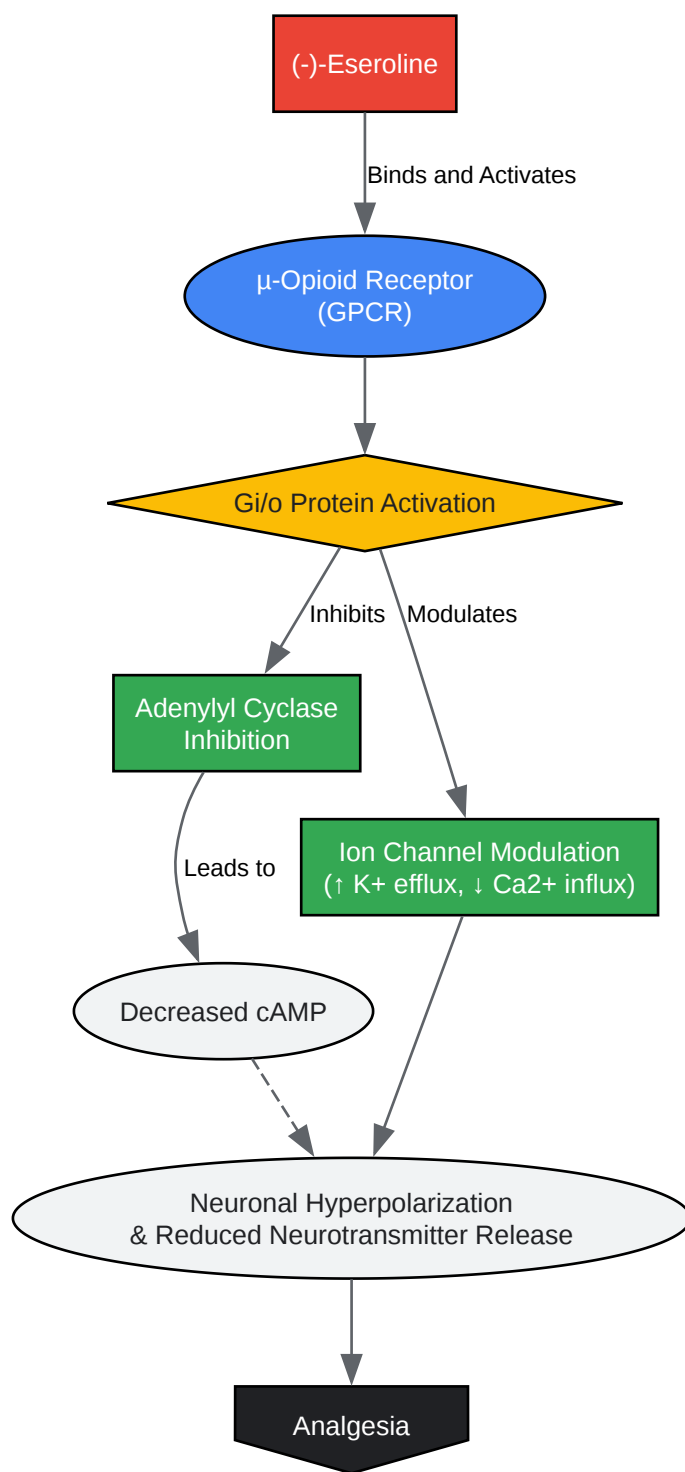 (-)-Eseroline
Binds and Activates
µ-Opioid Receptor
(GPCR)
Gi/o Protein Activation
Inhibits
Modulates
Adenylyl Cyclase
Inhibition
Ion Channel Modulation
(↑ K+ efflux, ↓ Ca2+ influx)
Leads to
Decreased cAMP
Neuronal Hyperpolarization
& Reduced Neurotransmitter Release
Analgesia